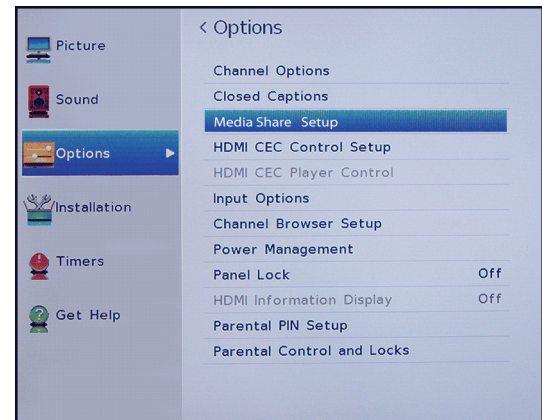 Picture
Sound
Options
Installation
Timers
Get Help
< Options
Channel Options
Closed Captions
Media Share Setup
HDMI CEC Control Setup
HDMI CEC Player Control
Input Options
Channel Browser Setup
Power Management
Panel Lock Off
HDMI Information Display Off
Parental PIN Setup
Parental Control and Locks